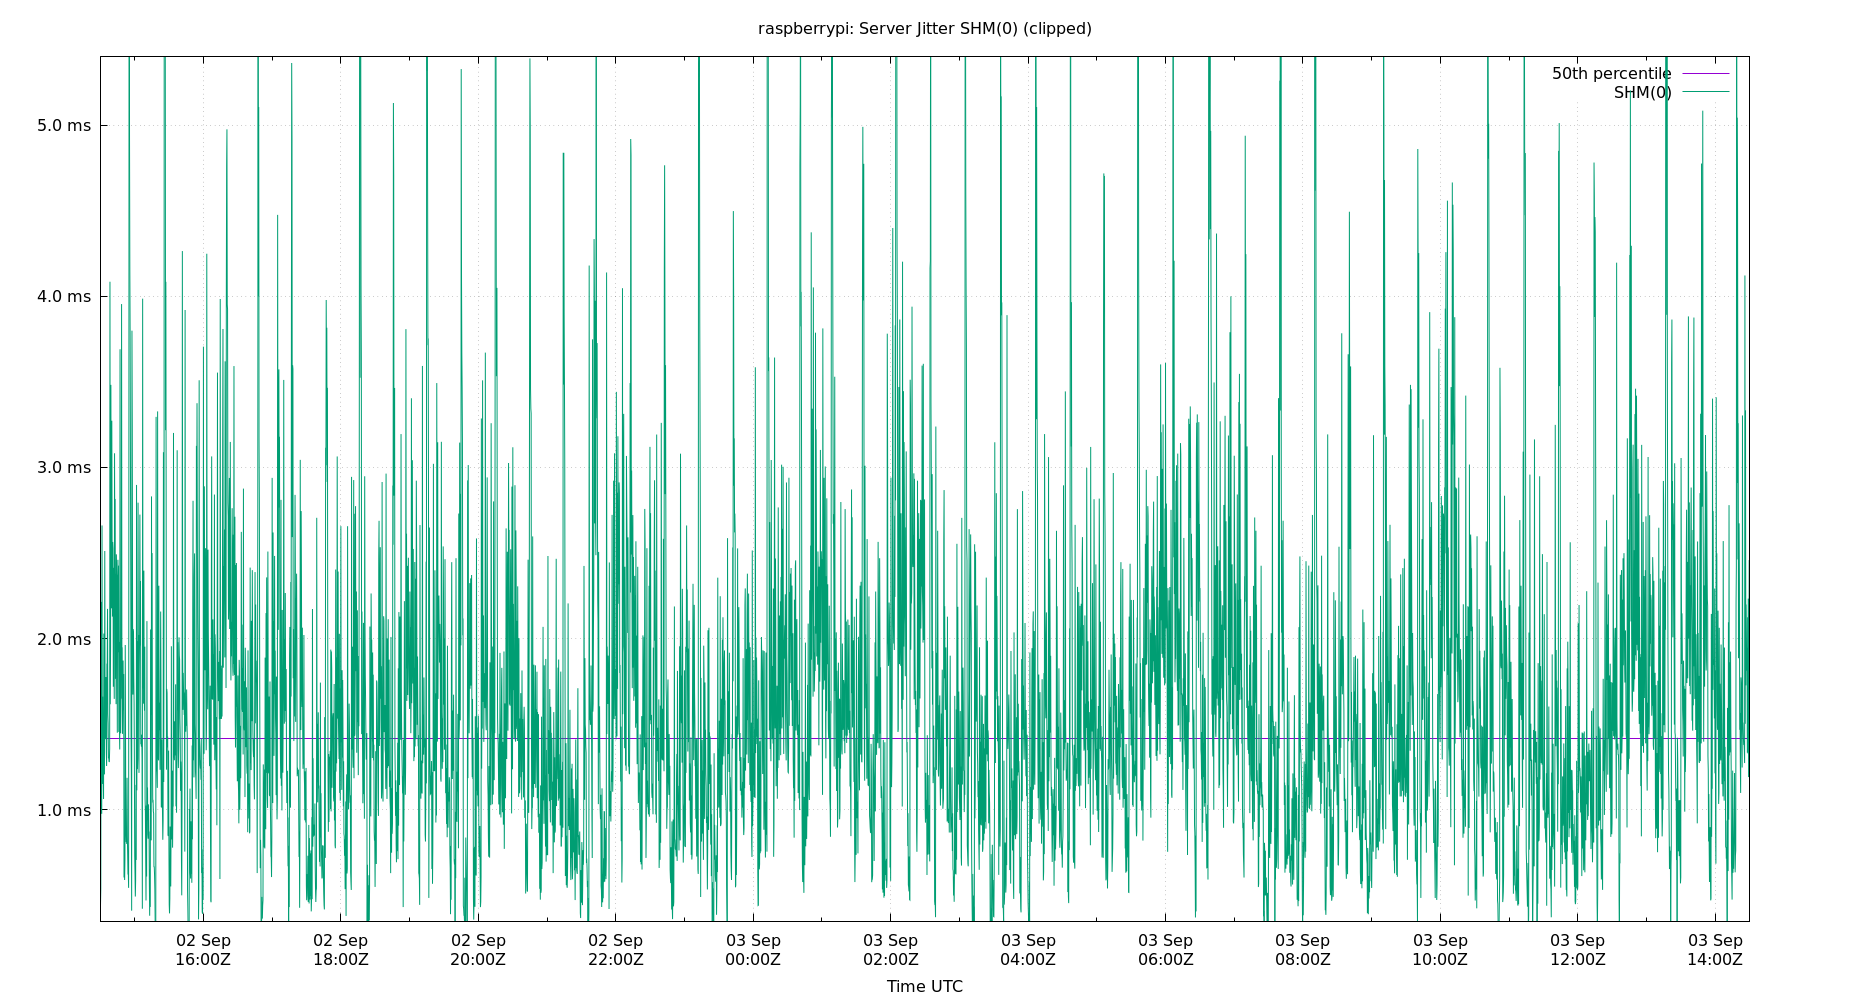 raspberrypi: Server Jitter SHM(0) (clipped)
50th percentile
SHM(0)
5.0 ms
4.0 ms
3.0 ms
2.0 ms
1.0 ms
02 Sep 02 Sep 02 Sep 02 Sep 03 Sep 03 Sep 03 Sep 03 Sep 03 Sep 03 Sep 03 Sep 03 Sep
16:00Z 18:00Z 20:00Z 22:00Z 00:00Z 02:00Z 04:00Z 06:00Z 08:00Z 10:00Z 12:00Z 14:00Z
Time UTC